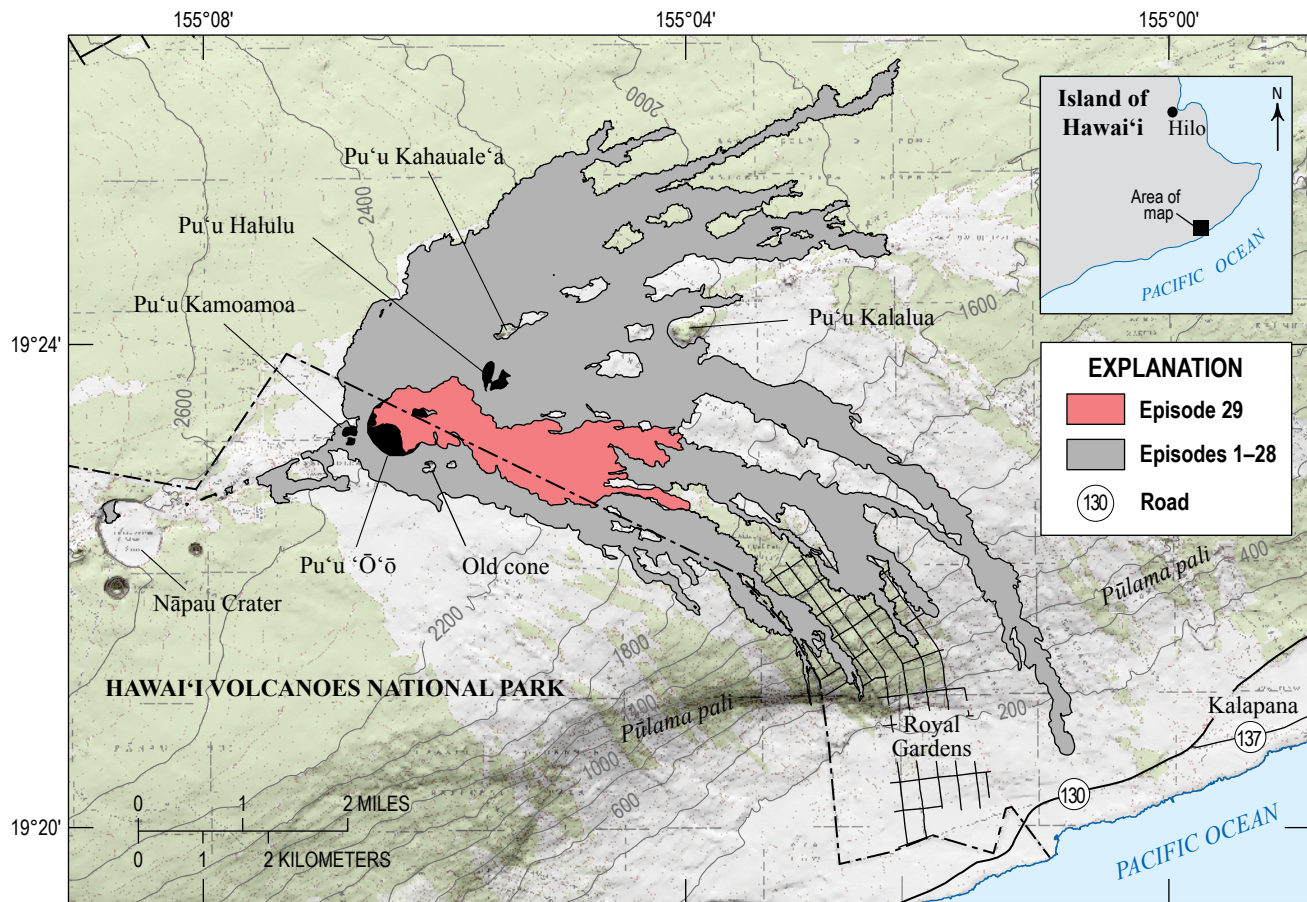 155°08'
155°04'
155°00'
2000
Island of
Hawai‘i
N
Hilo
Area of
map
PACIFIC OCEAN
Pu‘u Kahauale‘a
2400
Pu‘u Halulu
Pu‘u Kamoamoa
1600
Pu‘u Kalalua
19°24'
2600
EXPLANATION
Episode 29
Episodes 1–28
130
Road
Pu‘u ‘Ō‘ō
Old cone
Nāpau Crater
400
Pūlama pali
2200
1800
HAWAI‘I VOLCANOES NATIONAL PARK
1400
Pūlama pali
200
Kalapana
Royal
Gardens
137
1000
600
130
0
1
2 MILES
19°20'
0
1
2 KILOMETERS
PACIFIC OCEAN